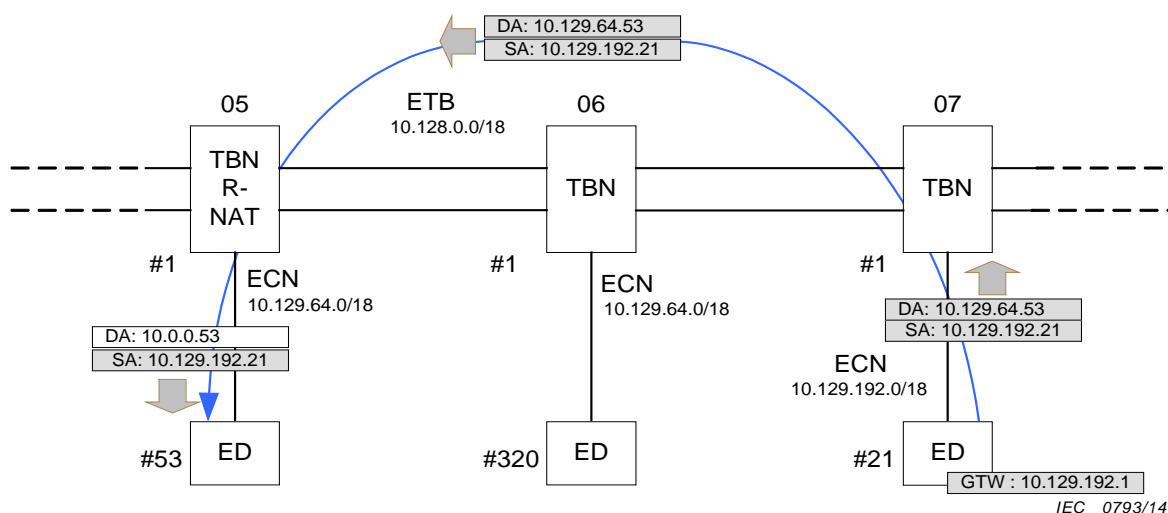 DA: 10.129.64.53
SA: 10.129.192.21
05
ETB
10.128.0.0/18
06
07
TBN
R-
NAT
TBN
TBN
#1
#1
#1
ECN
10.129.64.0/18
ECN
10.129.64.0/18
DA: 10.129.64.53
SA: 10.129.192.21
DA: 10.0.0.53
SA: 10.129.192.21
ECN
10.129.192.0/18
#53
ED
#320
ED
#21
ED
GTW : 10.129.192.1
IEC 0793/14